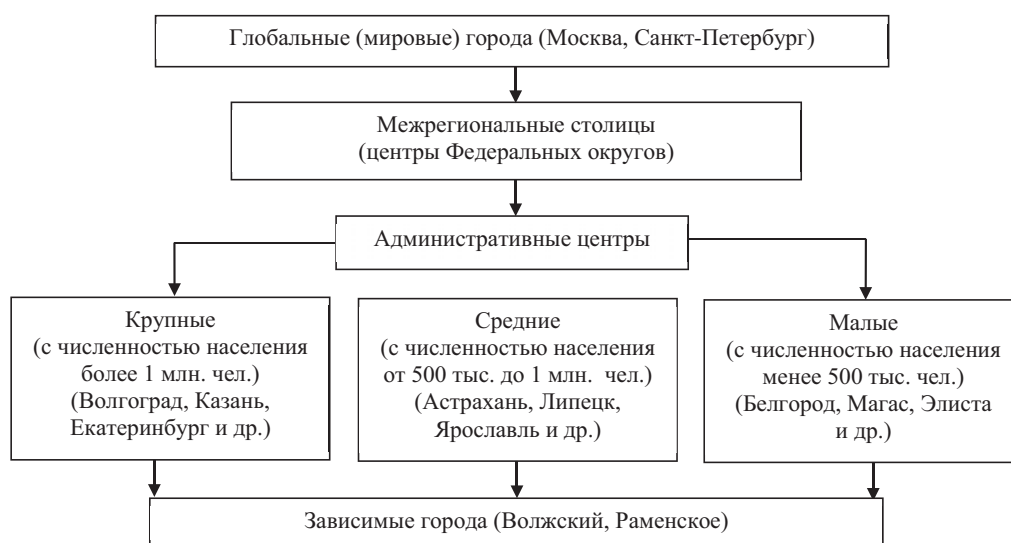 Глобальные (мировые) города (Москва, Санкт-Петербург)
Межрегиональные столицы
(центры Федеральных округов)
Административные центры
Крупные
(с численностью населения
более 1 млн. чел.)
(Волгоград, Казань,
Екатеринбург и др.)
Средние
(с численностью населения
от 500 тыс. до 1 млн. чел.)
(Астрахань, Липецк,
Ярославль и др.)
Малые
(с численностью населения
менее 500 тыс. чел.)
(Белгород, Магас, Элиста
и др.)
Зависимые города (Волжский, Раменское)